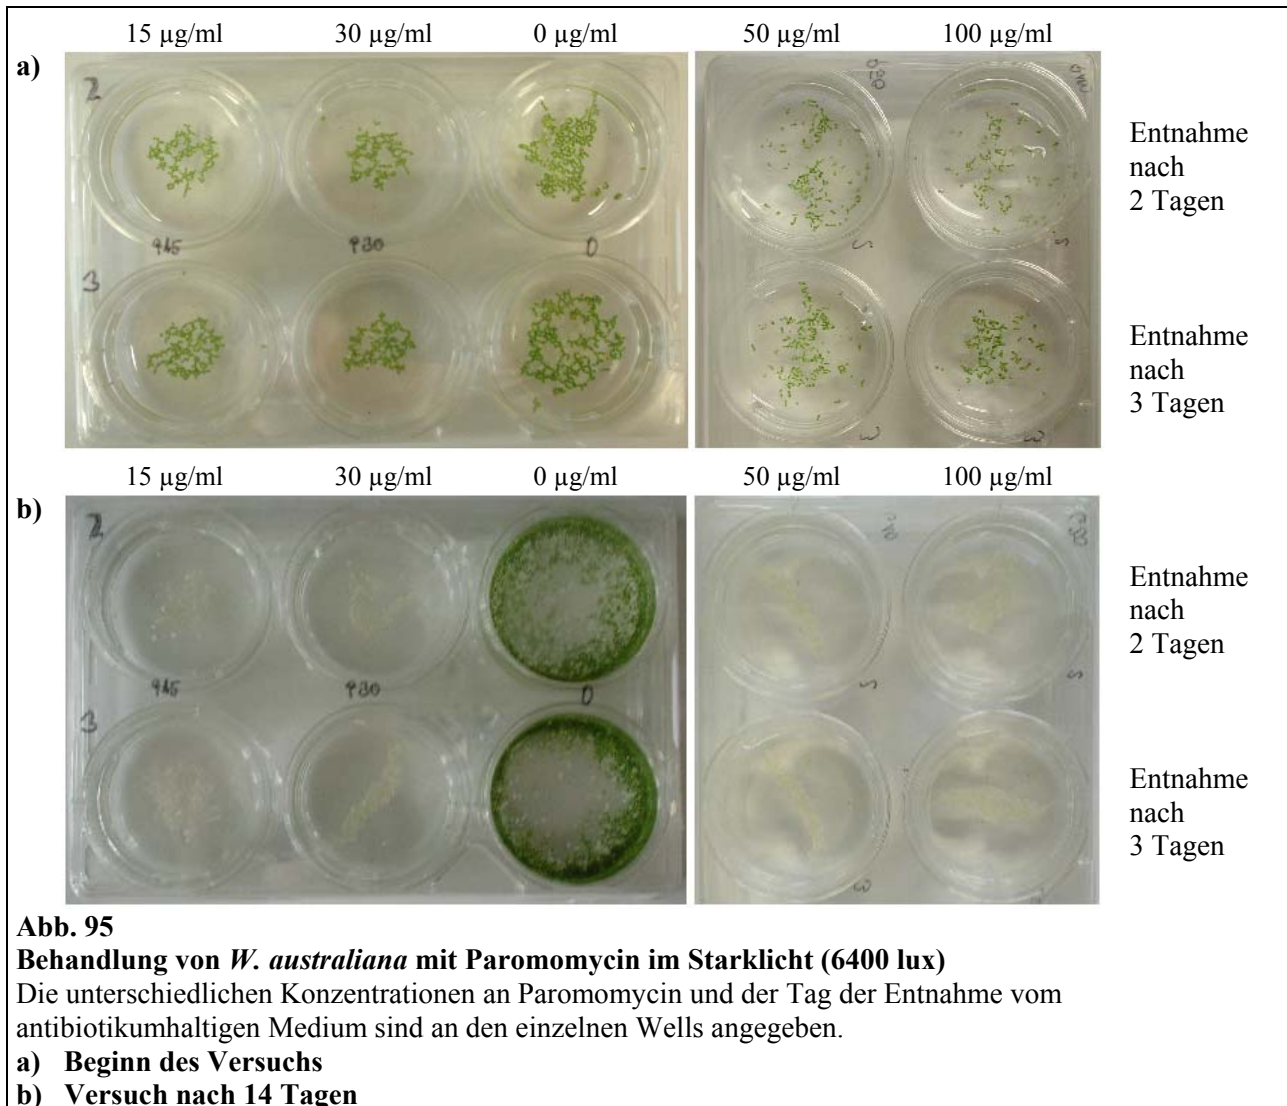 15 µg/ml 30 µg/ml 0 µg/ml 50 µg/ml 100 µg/ml
a)
2
Entnahme
nach
2 Tagen
3
Entnahme
nach
3 Tagen
15 µg/ml 30 µg/ml 0 µg/ml 50 µg/ml 100 µg/ml
b)
2
Entnahme
nach
2 Tagen
3
Entnahme
nach
3 Tagen
Abb. 95
Behandlung von W. australiana mit Paromomycin im Starklicht (6400 lux)
Die unterschiedlichen Konzentrationen an Paromomycin und der Tag der Entnahme vom
antibiotikumhaltigen Medium sind an den einzelnen Wells angegeben.
a) Beginn des Versuchs
b) Versuch nach 14 Tagen